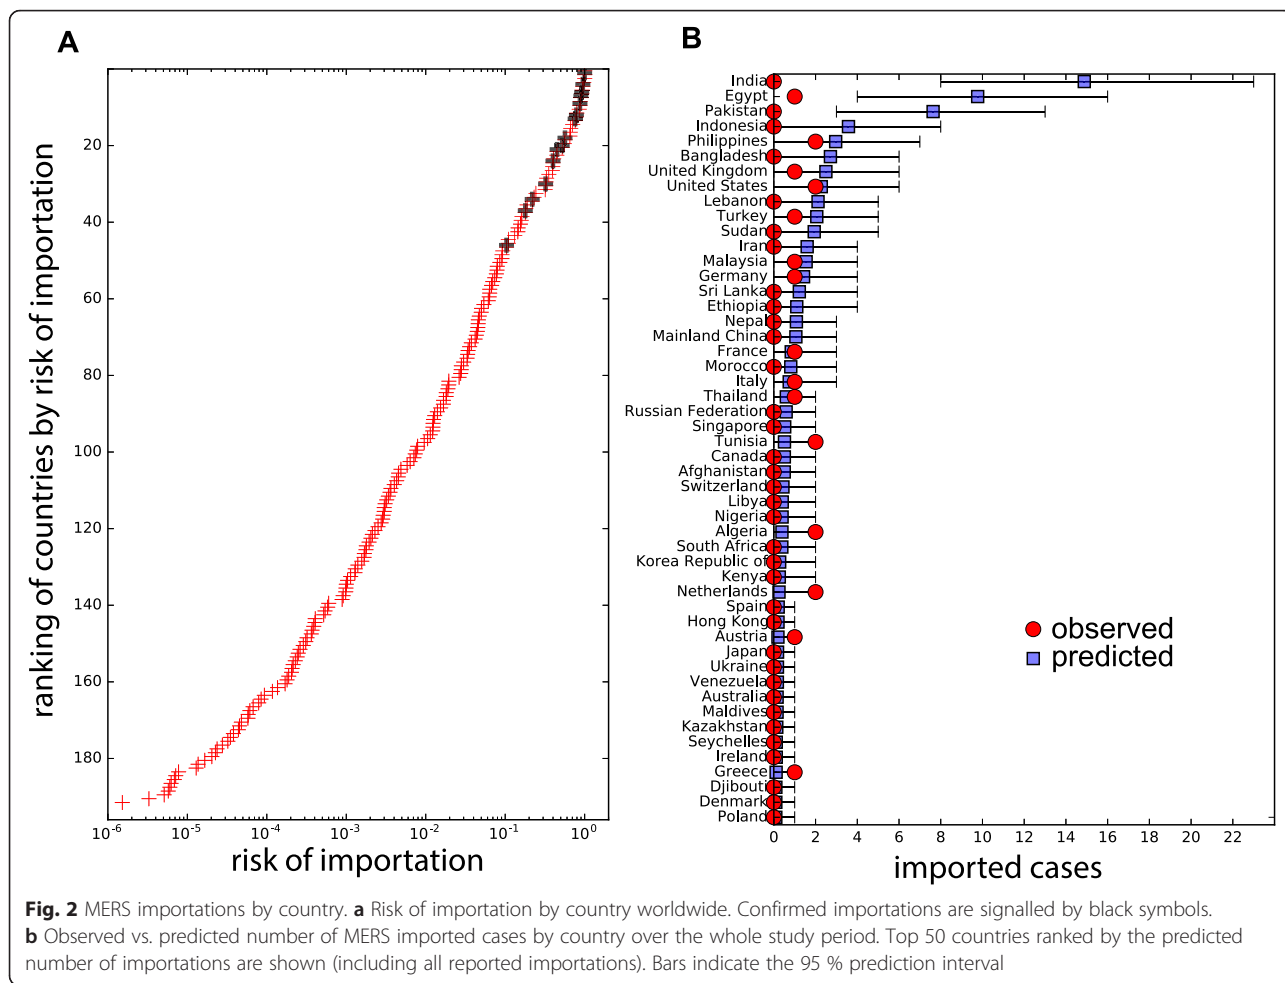 A
10⁻⁶ 10⁻⁵ 10⁻⁴ 10⁻³ 10⁻² 10⁻¹ 10⁰
20
40
60
80
100
120
140
160
180
ranking of countries by risk of importation
risk of importation
B
India
Egypt
Pakistan
Indonesia
Philippines
Bangladesh
United Kingdom
United States
Lebanon
Turkey
Sudan
Iran
Malaysia
Germany
Sri Lanka
Ethiopia
Nepal
Mainland China
France
Morocco
Italy
Thailand
Russian Federation
Singapore
Tunisia
Canada
Afghanistan
Switzerland
Libya
Nigeria
Algeria
South Africa
Korea Republic of
Kenya
Netherlands
Spain
Hong Kong
Austria
Japan
Ukraine
Venezuela
Australia
Maldives
Kazakhstan
Seychelles
Ireland
Greece
Djibouti
Denmark
Poland
observed
predicted
0 2 4 6 8 10 12 14 16 18 20 22
imported cases
Fig. 2 MERS importations by country. a Risk of importation by country worldwide. Confirmed importations are signalled by black symbols.
b Observed vs. predicted number of MERS imported cases by country over the whole study period. Top 50 countries ranked by the predicted
number of importations are shown (including all reported importations). Bars indicate the 95 % prediction interval